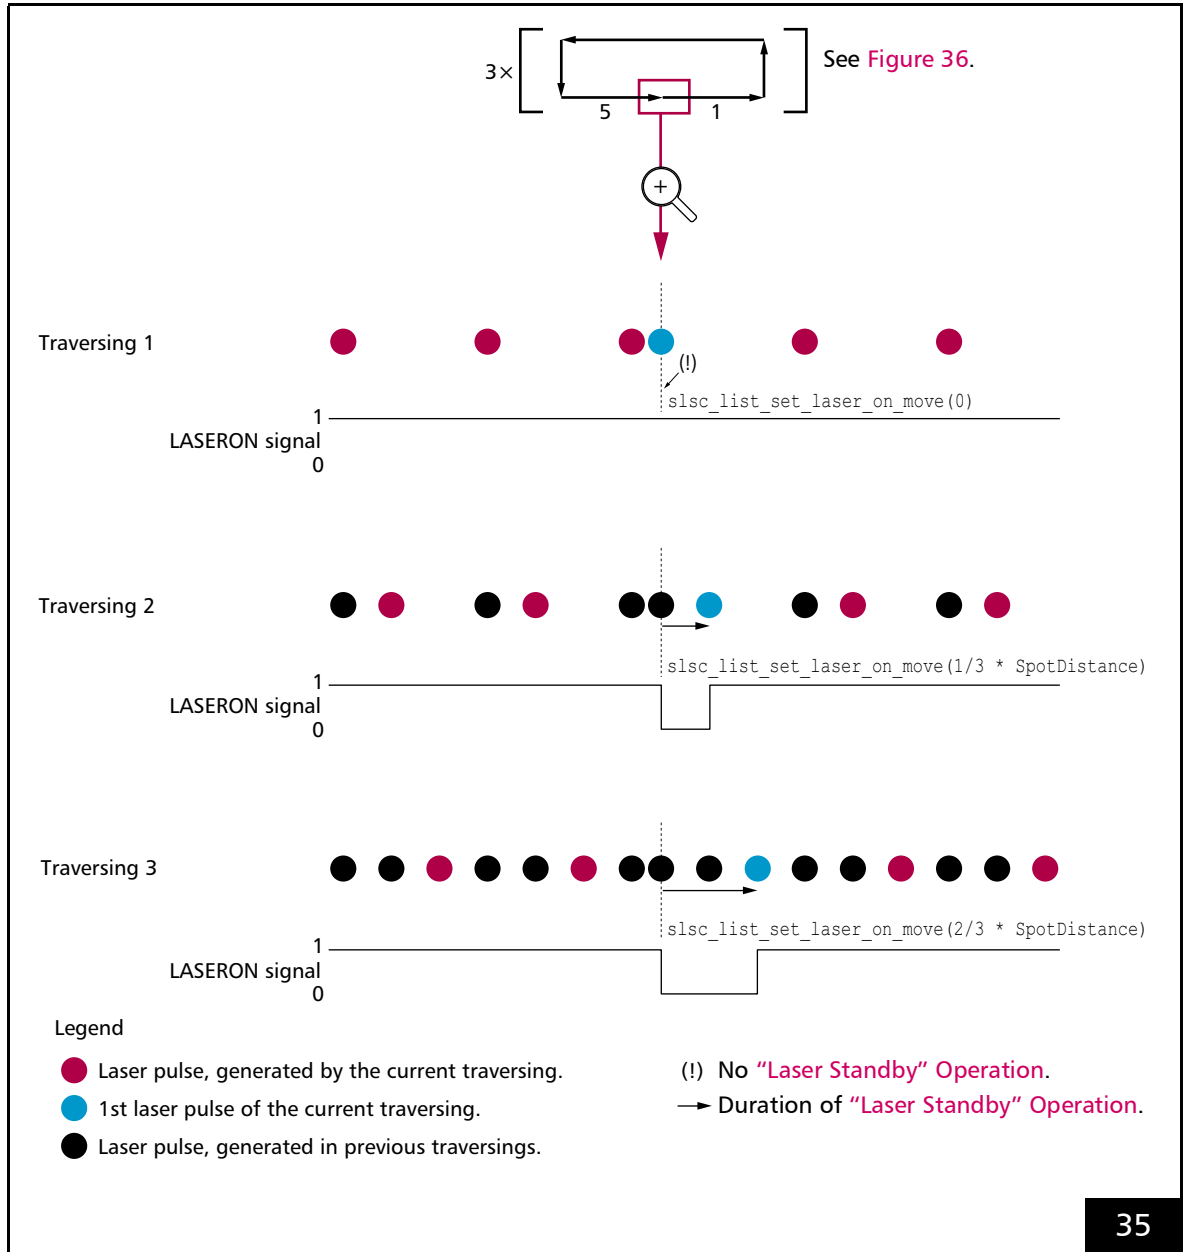 3×
5
1
See Figure 36.
+
Traversing 1
(!)
slsc_list_set_laser_on_move(0)
1
LASERON signal
0
Traversing 2
slsc_list_set_laser_on_move(1/3 * SpotDistance)
1
LASERON signal
0
Traversing 3
slsc_list_set_laser_on_move(2/3 * SpotDistance)
1
LASERON signal
0
Legend
Laser pulse, generated by the current traversing.
1st laser pulse of the current traversing.
Laser pulse, generated in previous traversings.
(!) No “Laser Standby” Operation.
Duration of “Laser Standby” Operation.
35